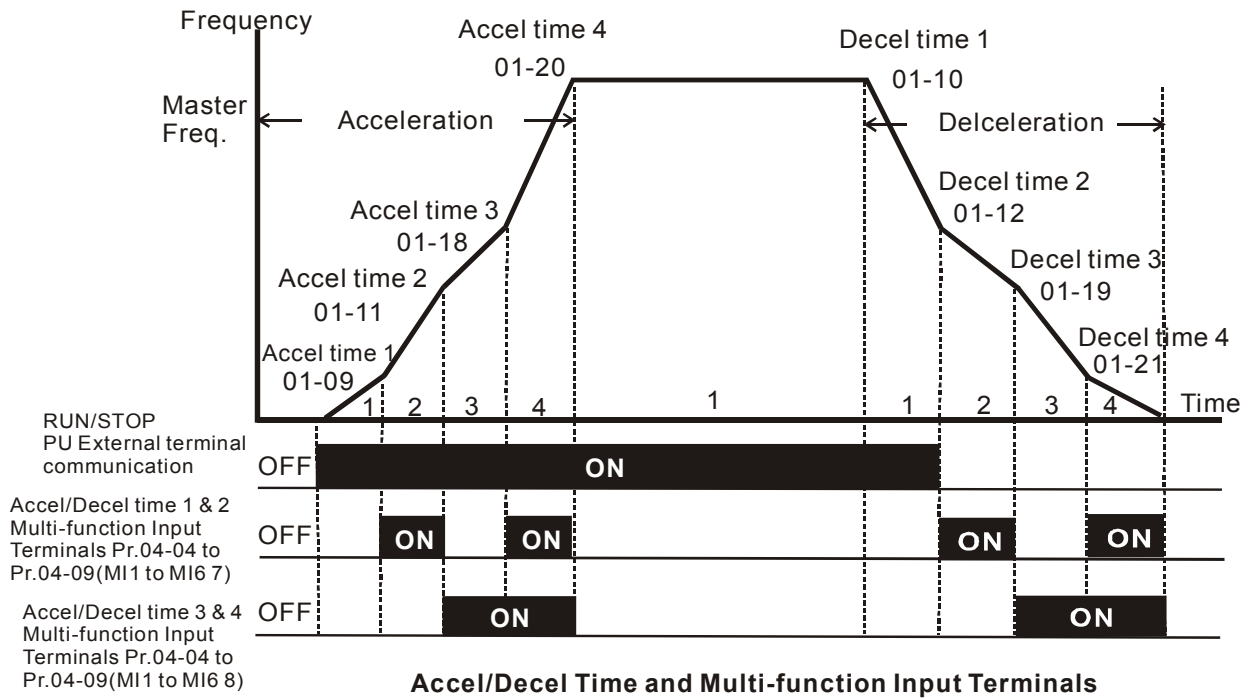 Frequency
Accel time 4
01-20
Decel time 1
01-10
Master
Freq.
Acceleration
Delceleration
Accel time 3
01-18
Decel time 2
01-12
Accel time 2
01-11
Decel time 3
01-19
Accel time 1
01-09
Decel time 4
01-21
1 2 3 4 1 1 2 3 4 Time
RUN/STOP
PU External terminal
communication
OFF ON
Accel/Decel time 1 & 2
Multi-function Input
Terminals Pr.04-04 to
Pr.04-09(MI1 to MI6 7)
OFF ON ON ON ON
Accel/Decel time 3 & 4
Multi-function Input
Terminals Pr.04-04 to
Pr.04-09(MI1 to MI6 8)
OFF ON ON
Accel/Decel Time and Multi-function Input Terminals